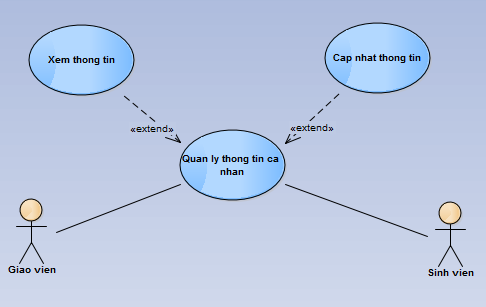 Xem thong tin
Cap nhat thong tin
«extend»
«extend»
Quan ly thong tin ca
nhan
Giao vien
Sinh vien